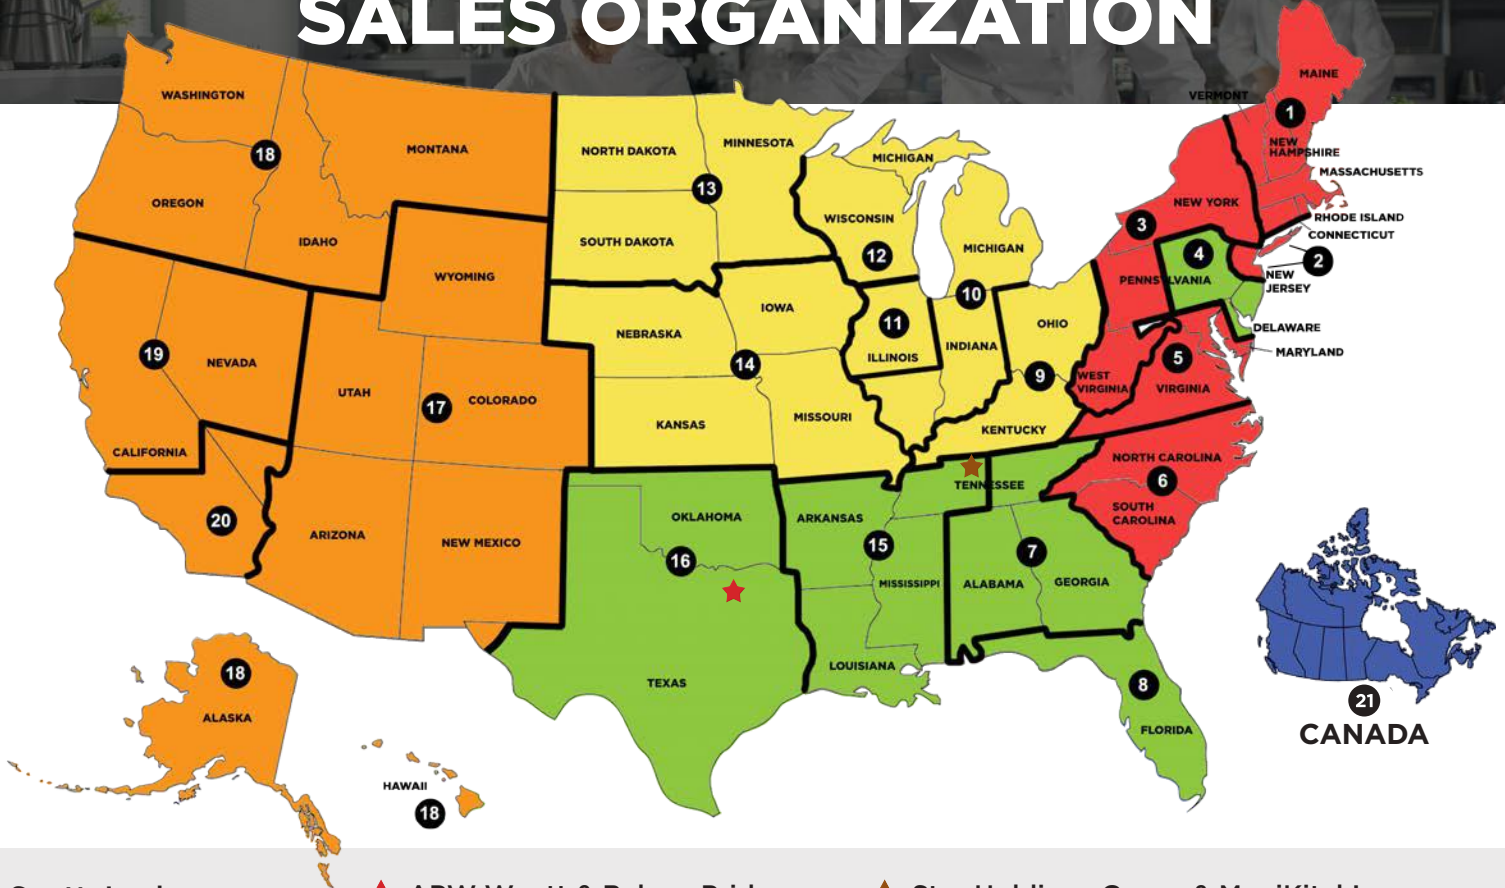 SALES ORGANIZATION
MAINE
WASHINGTON
VERMONT
1
NEW
HAMPSHIRE
MONTANA
18
NORTH DAKOTA
MINNESOTA
MICHIGAN
MASSACHUSETTS
13
OREGON
NEW YORK
WISCONSIN
RHODE ISLAND
3
CONNECTICUT
IDAHO
SOUTH DAKOTA
MICHIGAN
12
4
2
WYOMING
PENNSYLVANIA
NEW
JERSEY
10
IOWA
NEBRASKA
11
OHIO
DELAWARE
INDIANA
ILLINOIS
MARYLAND
19
NEVADA
14
5
9
WEST
VIRGINIA
VIRGINIA
UTAH
17
COLORADO
MISSOURI
KANSAS
KENTUCKY
CALIFORNIA
NORTH CAROLINA
TENNESSEE
6
SOUTH
CAROLINA
20
OKLAHOMA
ARKANSAS
ARIZONA
NEW MEXICO
15
7
16
MISSISSIPPI
ALABAMA
GEORGIA
LOUISIANA
18
TEXAS
8
21
ALASKA
FLORIDA
CANADA
HAWAII
18